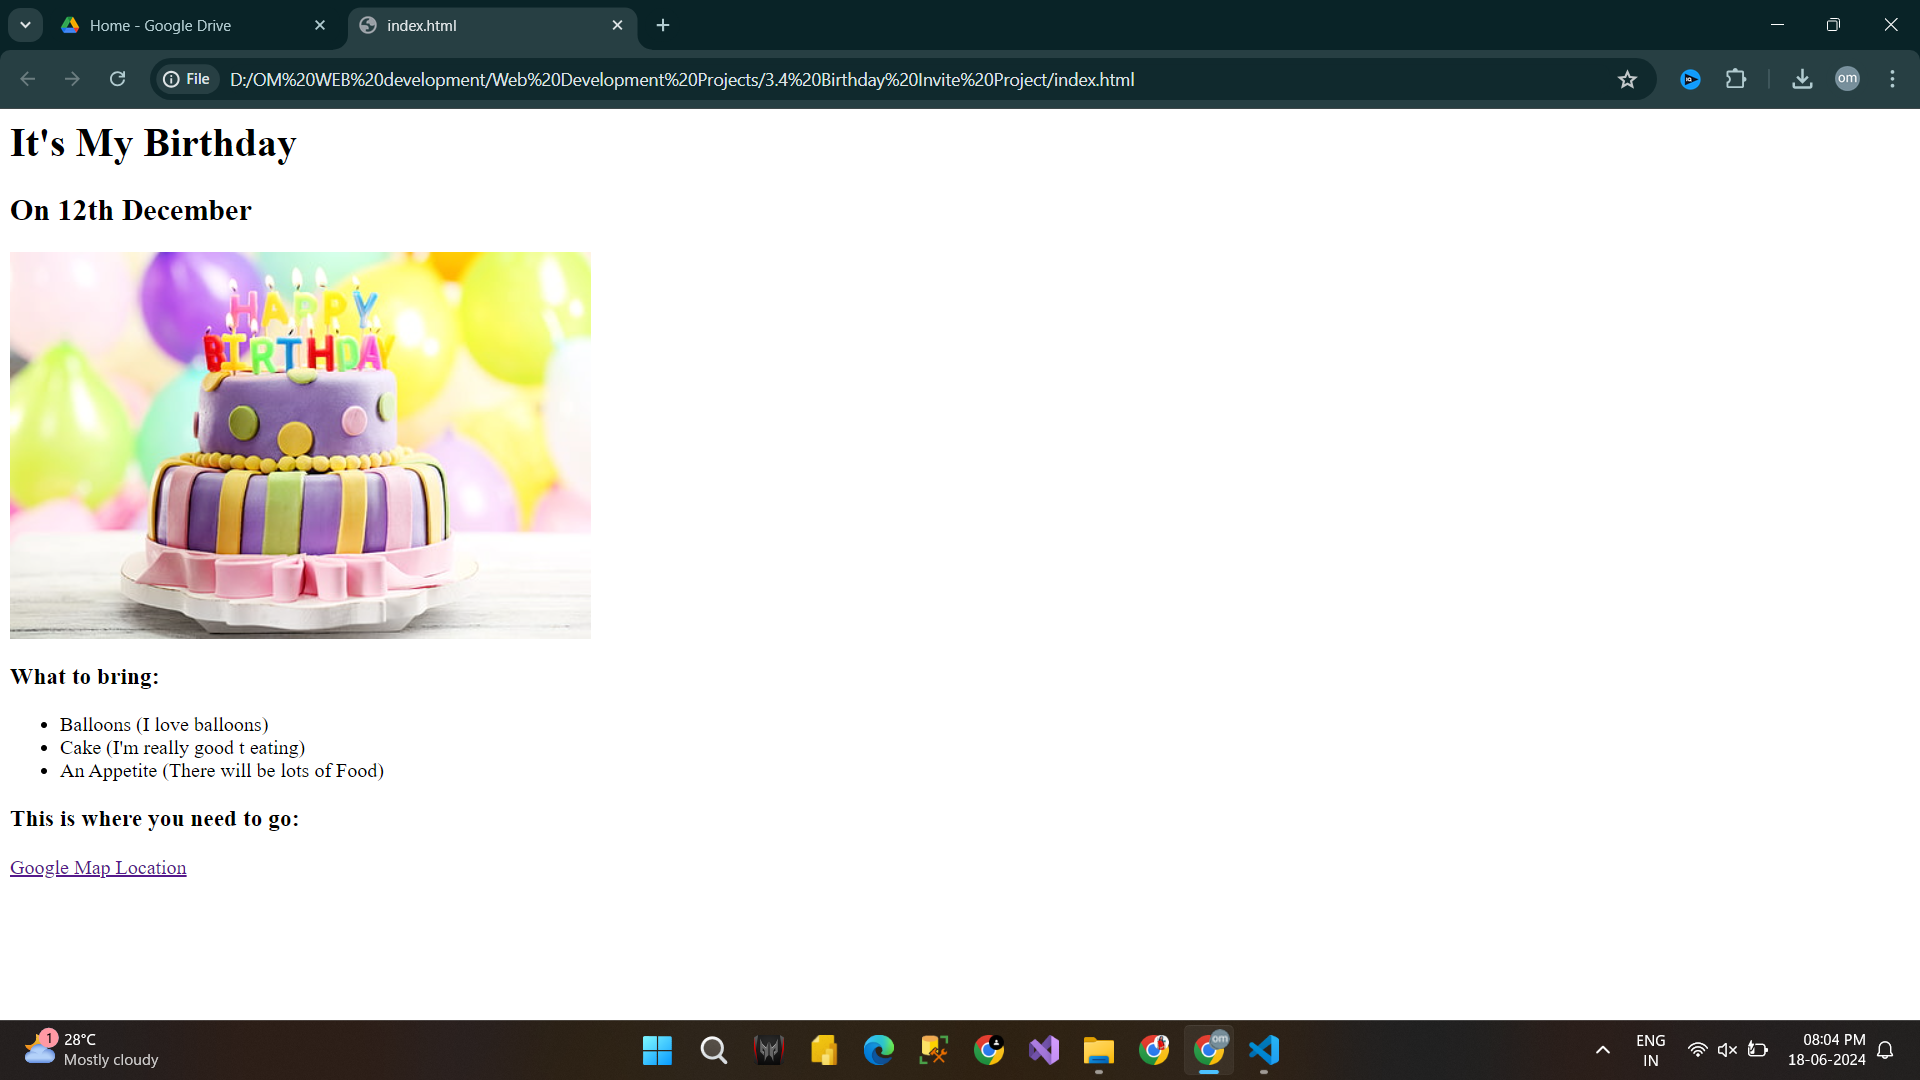 Home - Google Drive
index.html
File
D:/OM%20WEB%20development/Web%20Development%20Projects/3.4%20Birthday%20Invite%20Project/index.html
om
It's My Birthday
On 12th December
HAPPY
BIRTHDAY
What to bring:
Balloons (I love balloons)
Cake (I'm really good t eating)
An Appetite (There will be lots of Food)
This is where you need to go:
Google Map Location
1
28°C
Mostly cloudy
om
ENG
IN
08:04 PM
18-06-2024